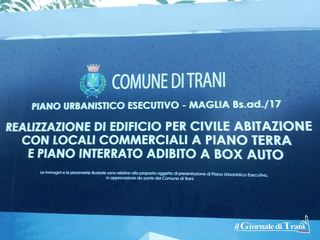 COMUNE DI TRANI
PIANO URBANISTICO ESECUTIVO - MAGLIA Bs.ad./17
REALIZZAZIONE DI EDIFICIO PER CIVILE ABITAZIONE
CON LOCALI COMMERCIALI A PIANO TERRA
E PIANO INTERRATO ADIBITO A BOX AUTO
Le immagini e le planimetrie illustrate sono relative alla proposta oggetto di presentazione di Piano Urbanistico Esecutivo,
in approvazione da parte del Comune di Trani
il Giornale di Trani